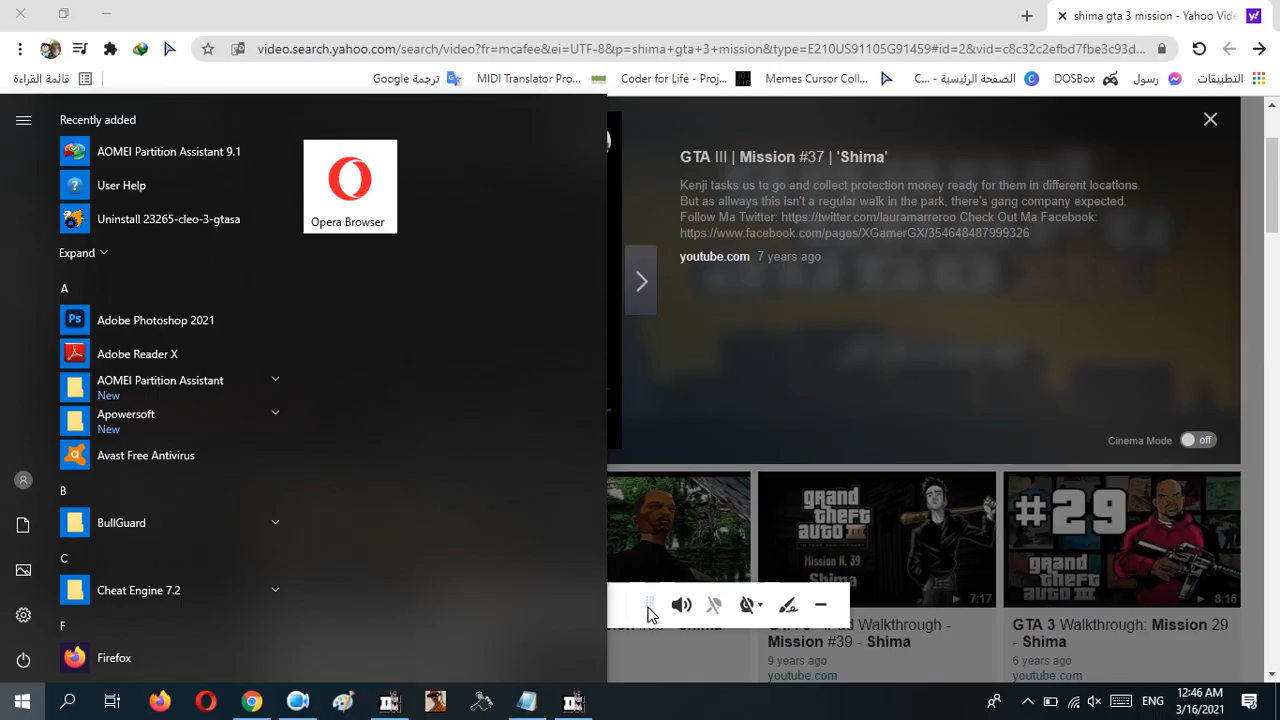 shima gta 3 mission - Yahoo Vide
video.search.yahoo.com/search/video?fr=mcafee&ei=UTF-8&p=shima+gta+3+mission&type=E210US91105G91459#id=2&vid=c8c32c2efbd7fbe3c93d...
قائمة القراءة
ترجمة Google
MIDI Translator Pro...
Coder for Life - Proj...
Memes Cursor Coll...
الصفحة الرئيسية - C...
DOSBox
رسول
التطبيقات
Recently added
AOMEI Partition Assistant 9.1
User Help
Uninstall 23265-cleo-3-gtasa
Expand
Opera Browser
A
Ps
Adobe Photoshop 2021
Adobe Reader X
AOMEI Partition Assistant
New
Apowersoft
New
Avast Free Antivirus
B
BullGuard
C
Cheat Engine 7.2
F
Firefox
GTA III | Mission #37 | 'Shima'
Kenji tasks us to go and collect protection money ready for them in different locations.
But as allways this isn't a regular walk in the park, there's gang company expected.
Follow Ma Twitter: https://twitter.com/lauramarreroo Check Out Ma Facebook:
https://www.facebook.com/pages/XGamerGX/354648487999326
youtube.com 7 years ago
Cinema Mode off
grand
theft
auto
III
MISSION N. 39
Shima
7:17
#29
grand
theft
auto
III
8:16
Shima
Walkthrough -
Mission #39 - Shima
9 years ago
youtube.com
GTA 3 Walkthrough: Mission 29
- Shima
6 years ago
youtube.com
ENG
12:46 AM
3/16/2021